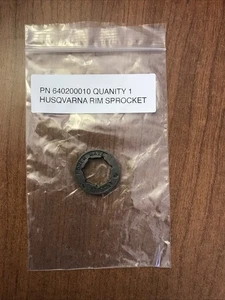 PN 640200010 QUANITY 1
HUSQVARNA RIM SPROCKET